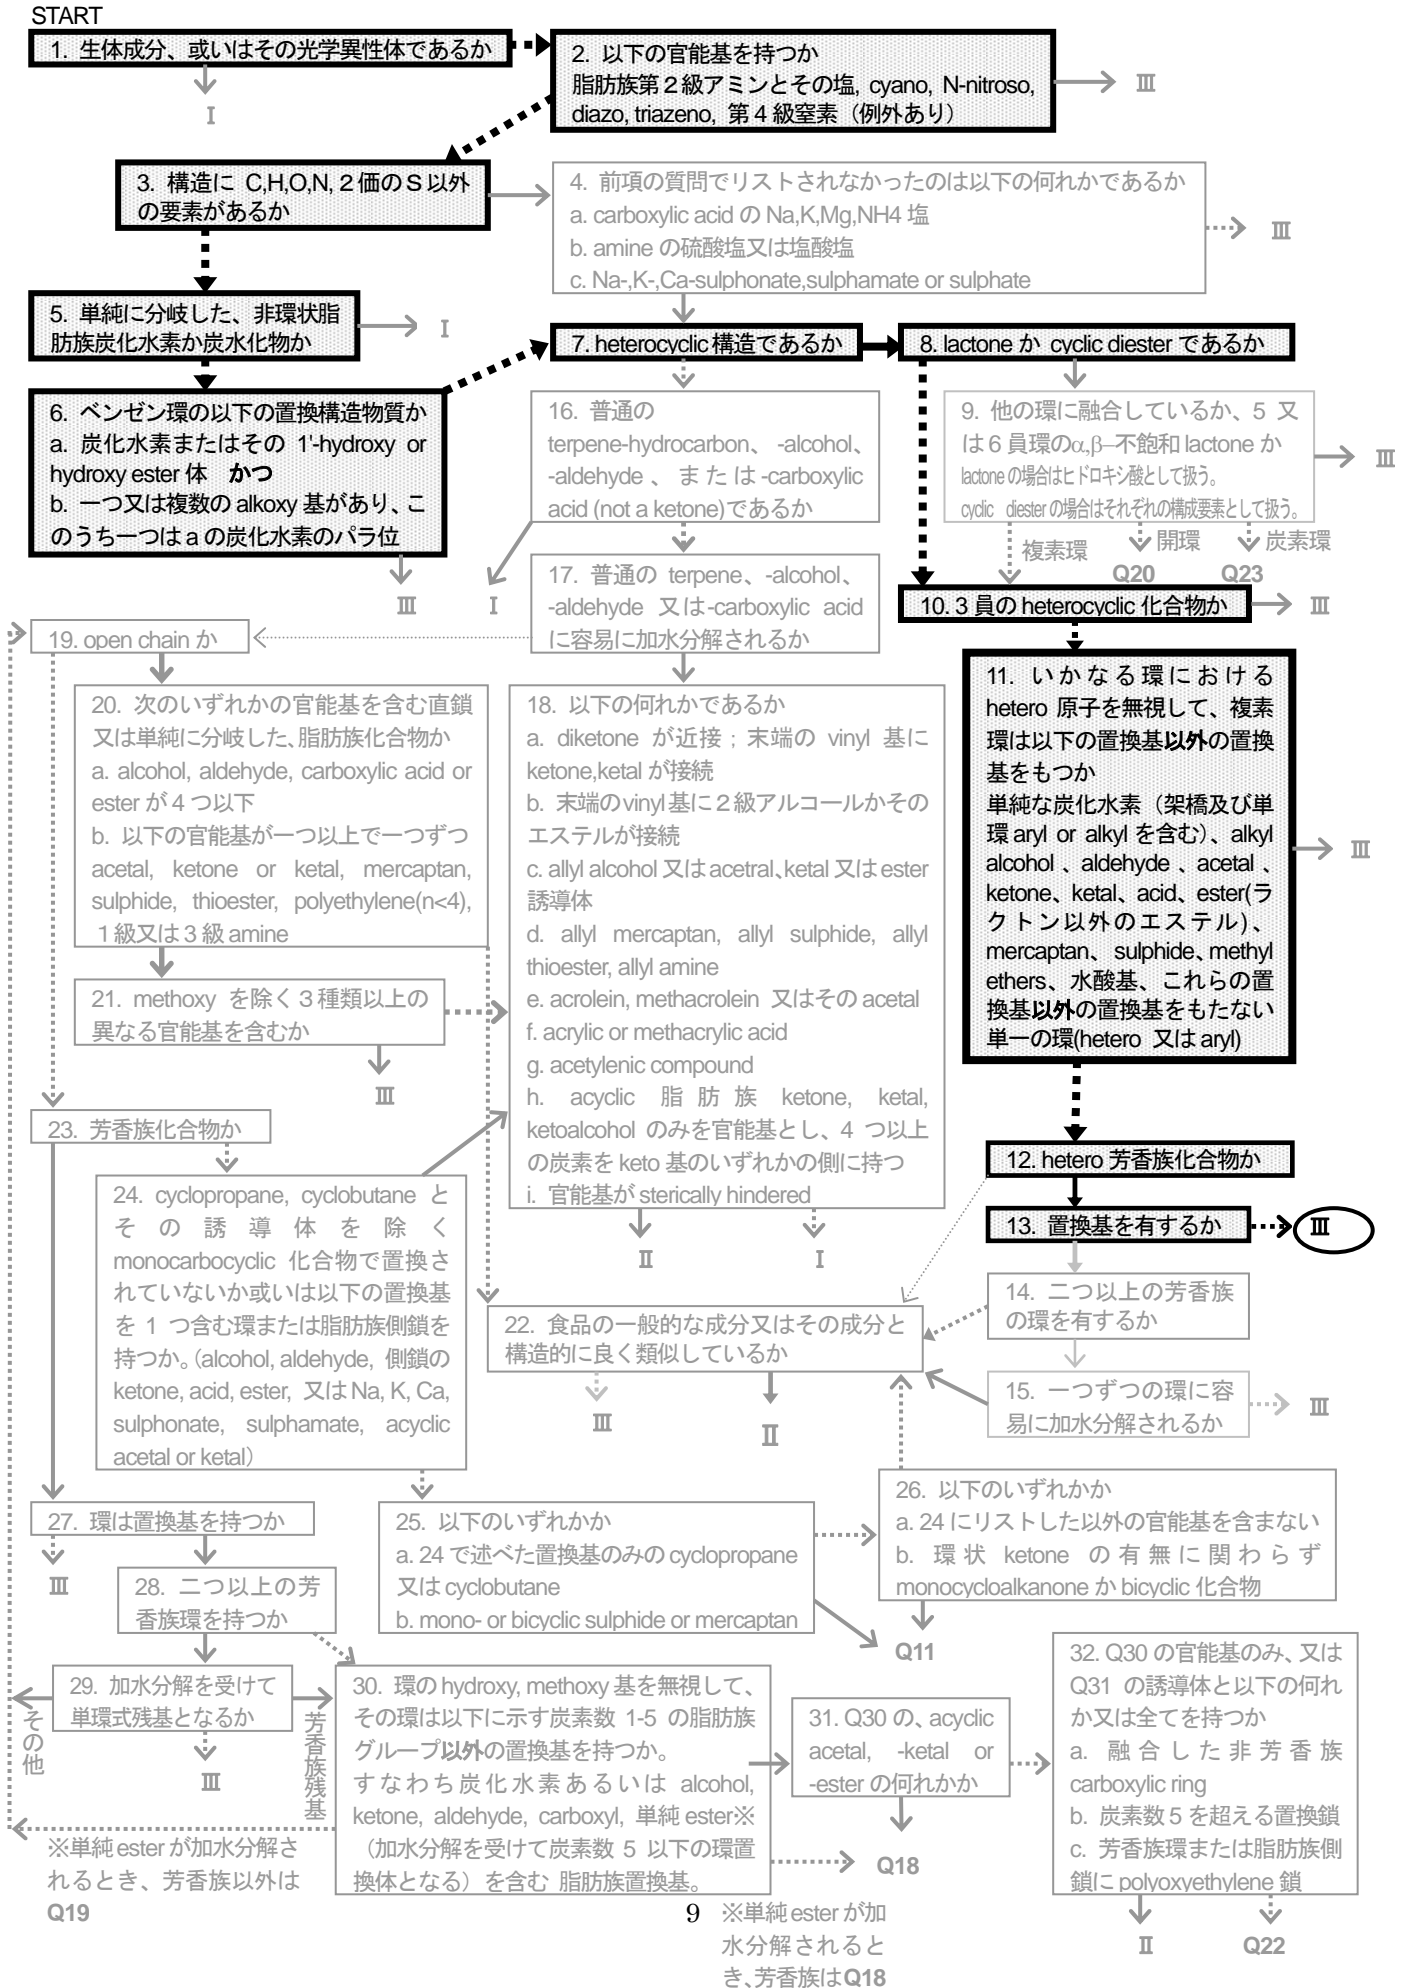 START
1. 生体成分、或いはその光学異性体であるか
I
2. 以下の官能基を持つか
脂肪族第２級アミンとその塩, cyano, N-nitroso,
diazo, triazeno, 第４級窒素（例外あり）
Ⅲ
3. 構造に C,H,O,N,２価のＳ以外
の要素があるか
4. 前項の質問でリストされなかったのは以下の何れかであるか
a. carboxylic acid の Na,K,Mg,NH4 塩
b. amine の硫酸塩又は塩酸塩
c. Na-,K-,Ca-sulphonate,sulphamate or sulphate
Ⅲ
5. 単純に分岐した、非環状脂
肪族炭化水素か炭水化物か
I
6. ベンゼン環の以下の置換構造物質か
a. 炭化水素またはその 1'-hydroxy or
hydroxy ester 体 かつ
b. 一つ又は複数の alkoxy 基があり、こ
のうち一つは a の炭化水素のパラ位
Ⅲ
7. heterocyclic 構造であるか
8. lactone か cyclic diester であるか
9. 他の環に融合しているか、5 又
は 6 員環のα,β–不飽和 lactone か
lactone の場合はヒドロキシ酸として扱う。
cyclic diester の場合はそれぞれの構成要素として扱う。
Ⅲ
複素環
開環
炭素環
Q20
Q23
10. 3 員の heterocyclic 化合物か
Ⅲ
11. いかなる環における
hetero 原子を無視して、複素
環は以下の置換基以外の置換
基をもつか
単純な炭化水素（架橋及び単
環 aryl or alkyl を含む）、alkyl
alcohol、aldehyde、acetal、
ketone、ketal、acid、ester(ラ
クトン以外のエステル)、
mercaptan、sulphide、methyl
ethers、水酸基、これらの置
換基以外の置換基をもたない
単一の環(hetero 又は aryl)
Ⅲ
12. hetero 芳香族化合物か
13. 置換基を有するか
Ⅲ
14. 二つ以上の芳香族
の環を有するか
15. 一つずつの環に容
易に加水分解されるか
Ⅲ
16. 普通の
terpene-hydrocarbon、-alcohol、
-aldehyde、または-carboxylic
acid (not a ketone)であるか
I
17. 普通の terpene、-alcohol、
-aldehyde 又は-carboxylic acid
に容易に加水分解されるか
18. 以下の何れかであるか
a. diketone が近接；末端の vinyl 基に
ketone,ketal が接続
b. 末端の vinyl 基に２級アルコールかその
エステルが接続
c. allyl alcohol 又は acetral、ketal 又は ester
誘導体
d. allyl mercaptan, allyl sulphide, allyl
thioester, allyl amine
e. acrolein, methacrolein 又はその acetal
f. acrylic or methacrylic acid
g. acetylenic compound
h. acyclic 脂肪族 ketone, ketal,
ketoalcohol のみを官能基とし、4 つ以上
の炭素を keto 基のいずれかの側に持つ
i. 官能基が sterically hindered
Ⅱ
I
19. open chain か
20. 次のいずれかの官能基を含む直鎖
又は単純に分岐した、脂肪族化合物か
a. alcohol, aldehyde, carboxylic acid or
ester が 4 つ以下
b. 以下の官能基が一つ以上で一つずつ
acetal, ketone or ketal, mercaptan,
sulphide, thioester, polyethylene(n<4),
１級又は３級 amine
21. methoxy を除く３種類以上の
異なる官能基を含むか
Ⅲ
22. 食品の一般的な成分又はその成分と
構造的に良く類似しているか
Ⅲ
Ⅱ
23. 芳香族化合物か
24. cyclopropane, cyclobutane と
その誘導体を除く
monocarbocyclic 化合物で置換さ
れていないか或いは以下の置換基
を 1 つ含む環または脂肪族側鎖を
持つか。(alcohol, aldehyde, 側鎖の
ketone, acid, ester, 又は Na, K, Ca,
sulphonate, sulphamate, acyclic
acetal or ketal)
25. 以下のいずれかか
a. 24 で述べた置換基のみの cyclopropane
又は cyclobutane
b. mono- or bicyclic sulphide or mercaptan
26. 以下のいずれかか
a. 24 にリストした以外の官能基を含まない
b. 環状 ketone の有無に関わらず
monocycloalkanone か bicyclic 化合物
Q11
27. 環は置換基を持つか
Ⅲ
28. 二つ以上の芳
香族環を持つか
29. 加水分解を受けて
単環式残基となるか
その他
芳香族残基
Ⅲ
30. 環の hydroxy, methoxy 基を無視して、
その環は以下に示す炭素数 1-5 の脂肪族
グループ以外の置換基を持つか。
すなわち炭化水素あるいは alcohol,
ketone, aldehyde, carboxyl, 単純 ester※
（加水分解を受けて炭素数 5 以下の環置
換体となる）を含む 脂肪族置換基。
31. Q30 の、acyclic
acetal, -ketal or
-ester の何れかか
Q18
32. Q30 の官能基のみ、又は
Q31 の誘導体と以下の何れ
か又は全てを持つか
a. 融合した非芳香族
carboxylic ring
b. 炭素数 5 を超える置換鎖
c. 芳香族環または脂肪族側
鎖に polyoxyethylene 鎖
Ⅱ
Q22
※単純 ester が加水分解さ
れるとき、芳香族以外は
Q19
9
※単純 ester が加
水分解されると
き、芳香族は Q18